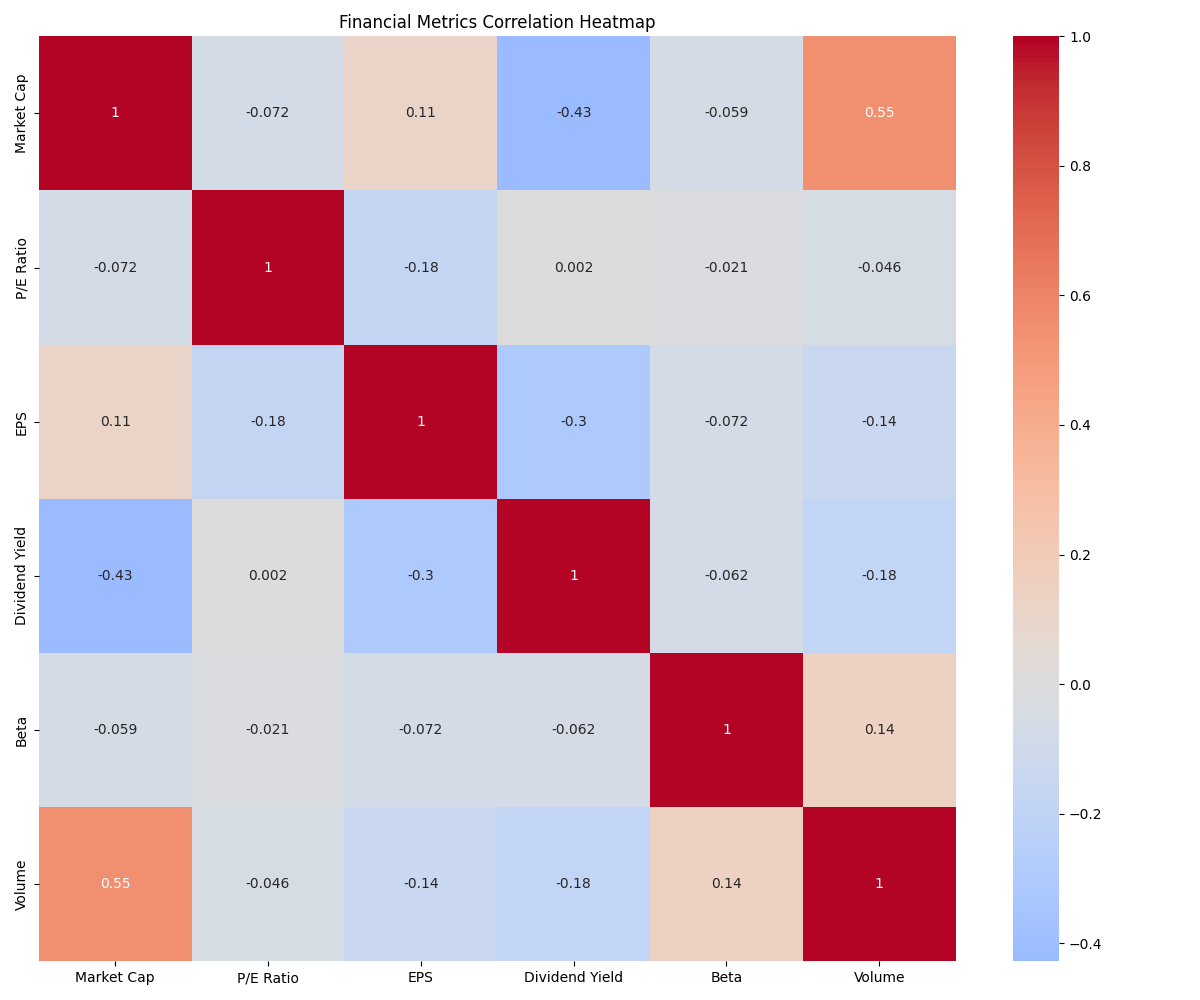 Financial Metrics Correlation Heatmap
Market Cap 1 -0.072 0.11 -0.43 -0.059 0.55
P/E Ratio -0.072 1 -0.18 0.002 -0.021 -0.046
EPS 0.11 -0.18 1 -0.3 -0.072 -0.14
Dividend Yield -0.43 0.002 -0.3 1 -0.062 -0.18
Beta -0.059 -0.021 -0.072 -0.062 1 0.14
Volume 0.55 -0.046 -0.14 -0.18 0.14 1
Market Cap P/E Ratio EPS Dividend Yield Beta Volume
1.0
0.8
0.6
0.4
0.2
0.0
−0.2
−0.4